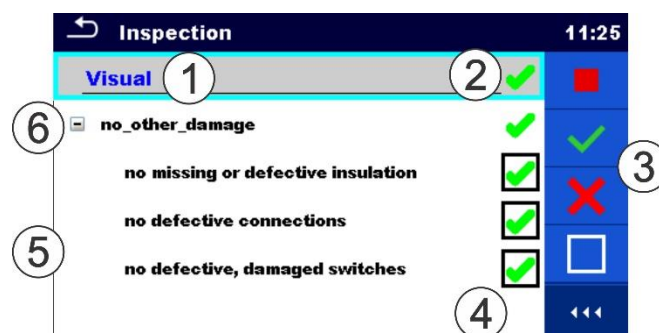 Inspection 11:25
Visual 1 2
6 no_other_damage
3
no missing or defective insulation
no defective connections
5
no defective, damaged switches
4